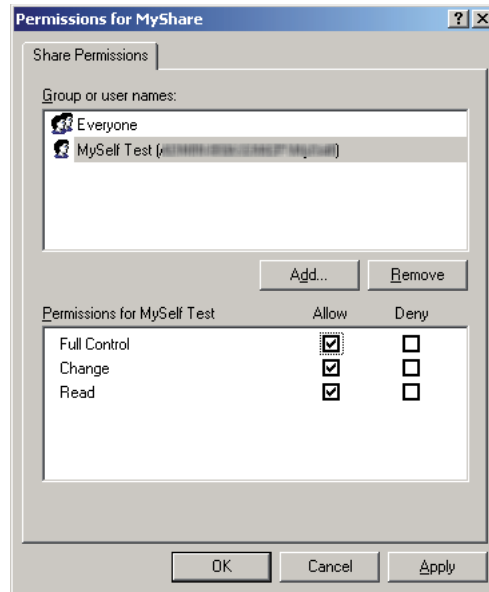 Permissions for MyShare
Share Permissions
Group or user names:
Everyone
MySelf Test ( )
Add... Remove
Permissions for MySelf Test Allow Deny
Full Control
Change
Read
OK Cancel Apply